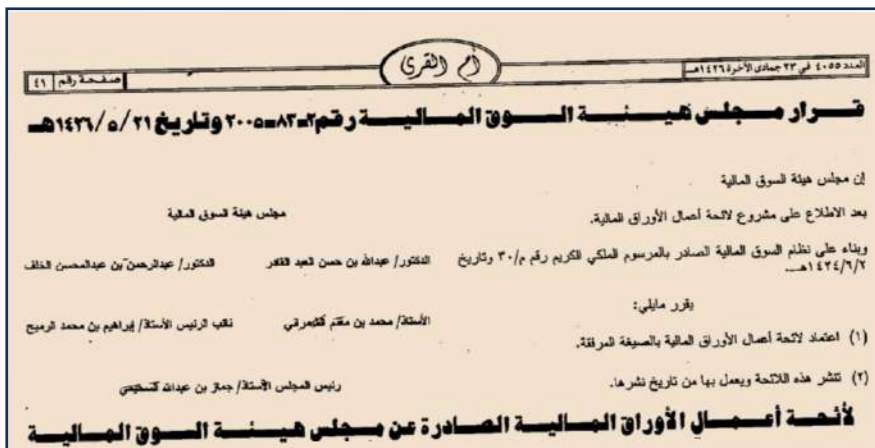 العدد ٤٠٥٥ في ٢٣ جمادى الآخرة ١٤٢٦هـ
أم القرى
صفحة رقم ٤١
قرار مجلس هيئة السوق المالية رقم ٢-٨٣-٢٠٠٥ وتاريخ ٢١/٥/١٤٢٦هـ
إن مجلس هيئة السوق المالية
بعد الاطلاع على مشروع لائحة أعمال الأوراق المالية.
وبناء على نظام السوق المالية الصادر بالمرسوم الملكي الكريم رقم م/٣٠ وتاريخ
١٤٢٤/٦/٢هـ.
يقرر مايلي:
(١) اعتماد لائحة أعمال الأوراق المالية بالصيغة المرفقة.
(٢) تنشر هذه اللائحة ويعمل بها من تاريخ نشرها.
مجلس هيئة السوق المالية
الدكتور/ عبدالله بن حسن العبد القادر
الدكتور/ عبدالرحمن بن عبدالمحسن الخلف
الأستاذ/ محمد بن الشمراني
نائب الرئيس الأستاذ/ إبراهيم بن محمد الرميح
رئيس المجلس الأستاذ/ جماز بن عبدالله السحيمي
لائحة أعمال الأوراق المالية الصادرة عن مجلس هيئة السوق المالية